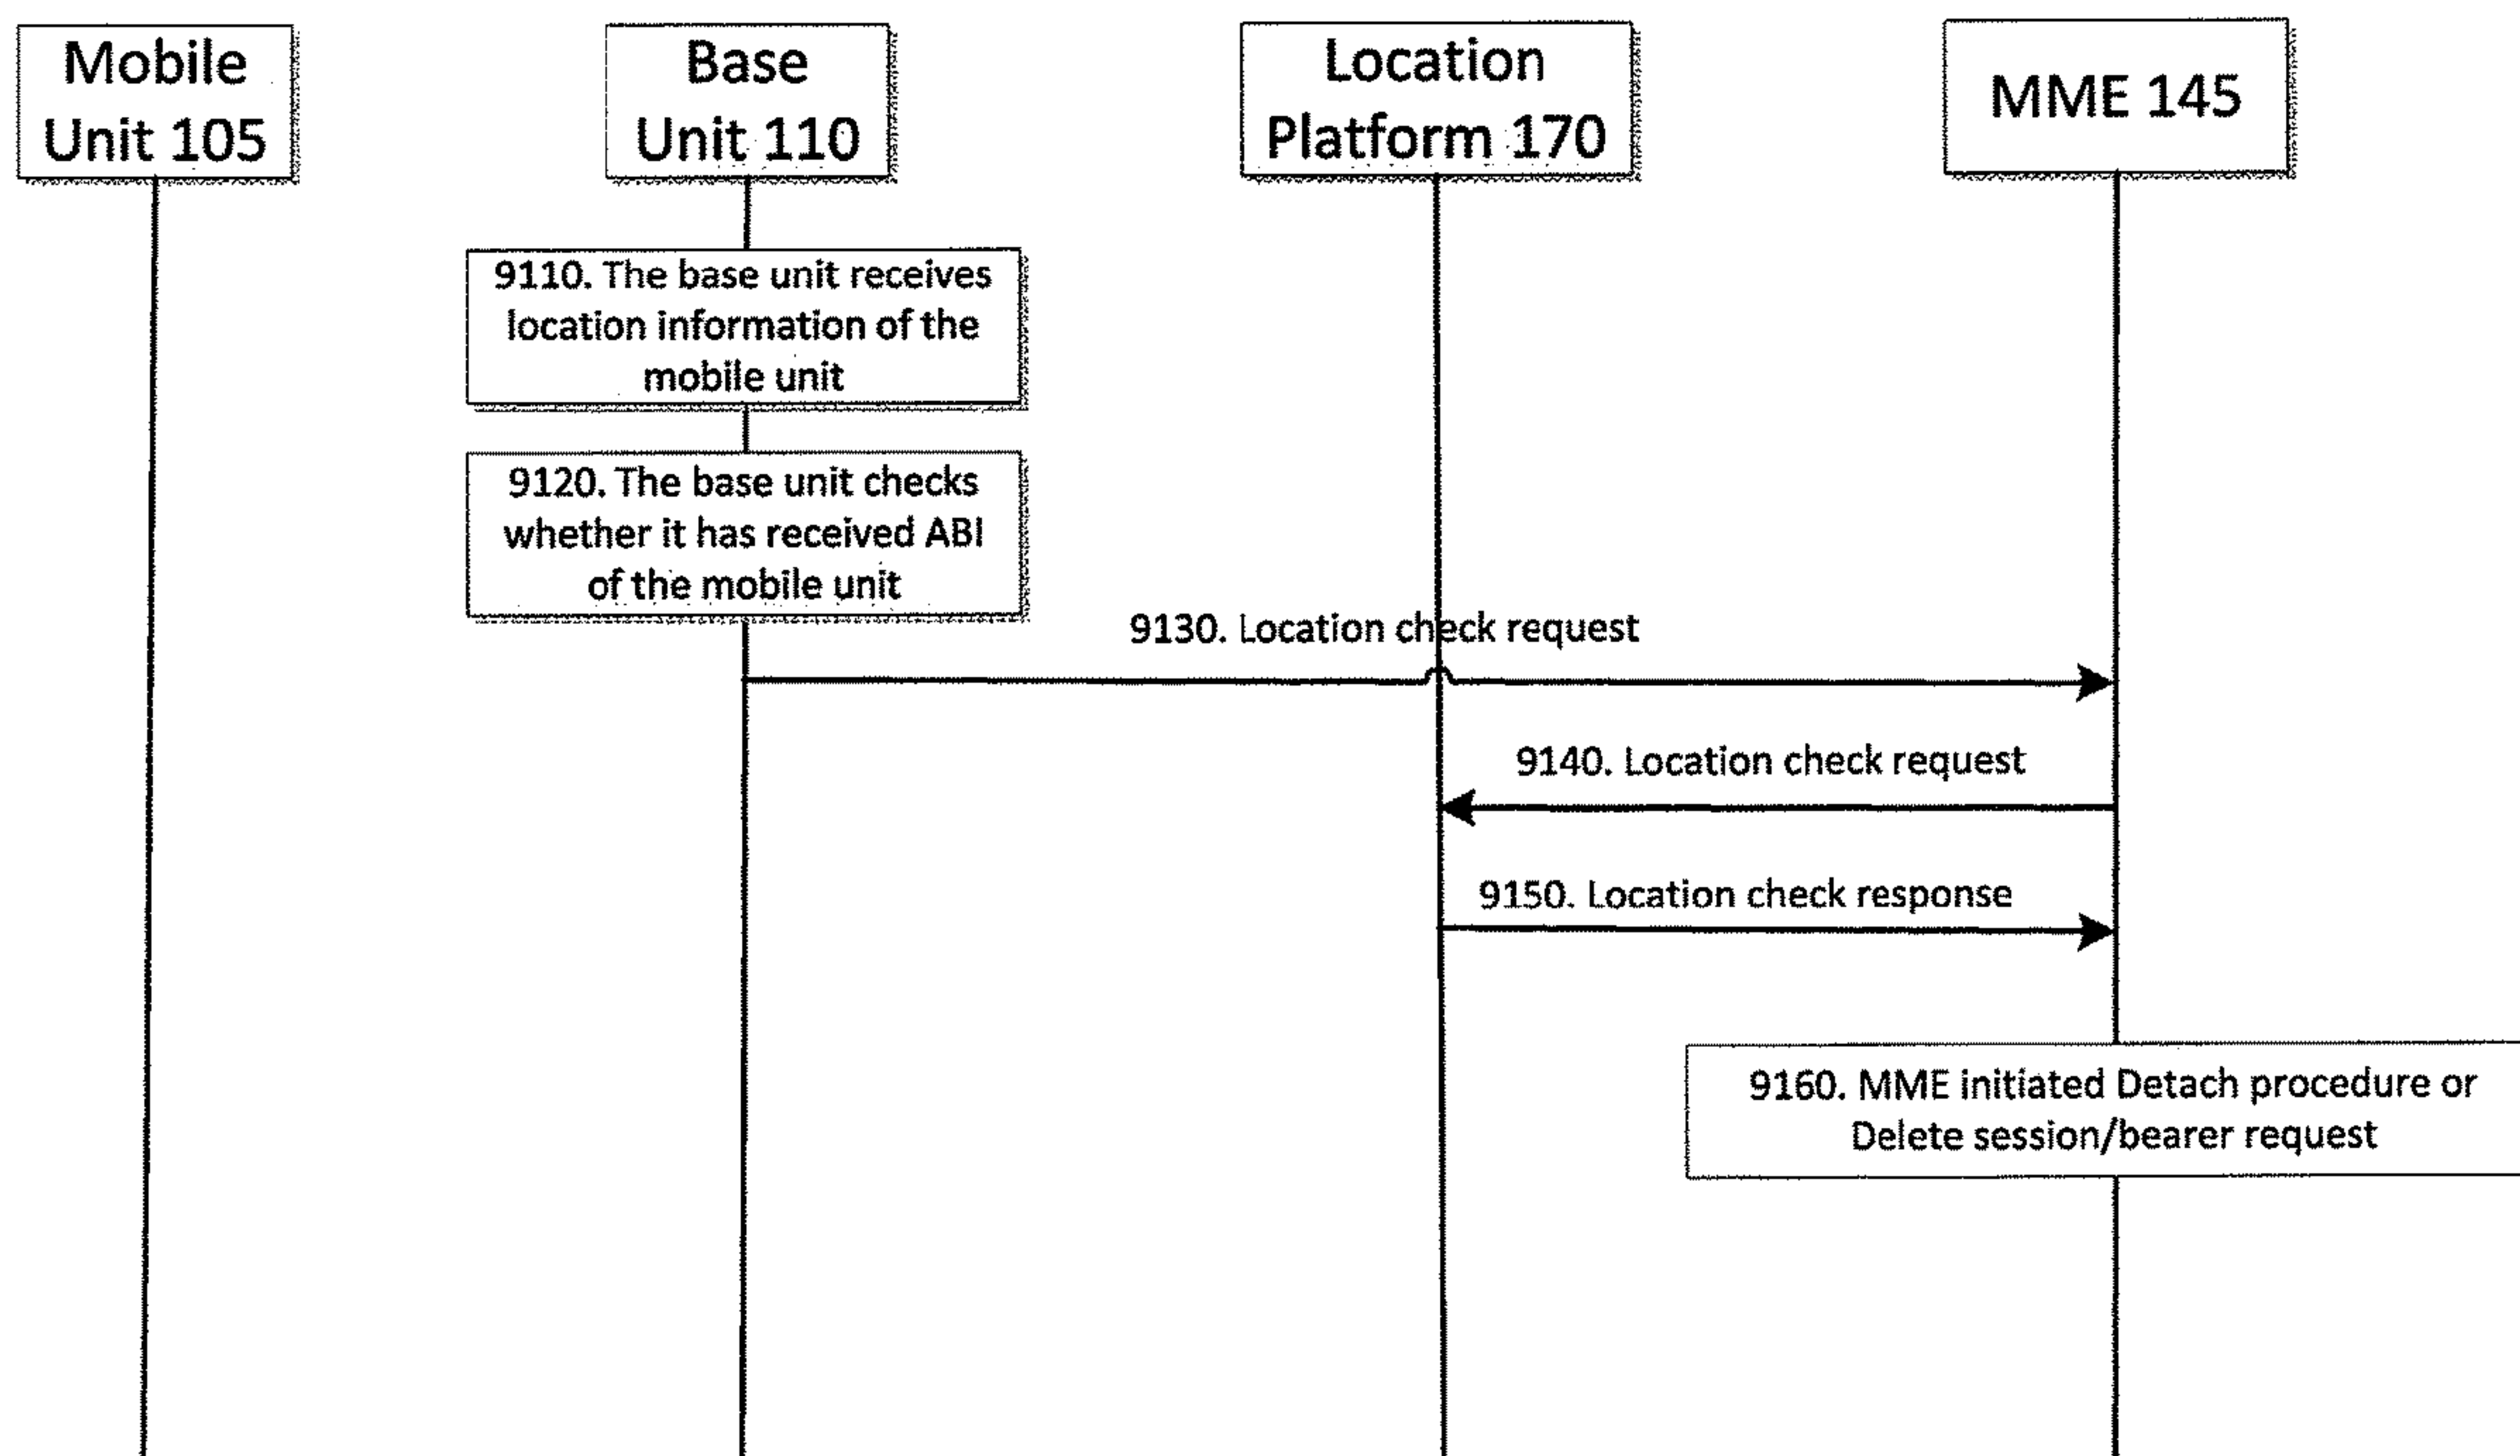 Mobile
Unit 105
Base
Unit 110
Location
Platform 170
MME 145
9110. The base unit receives
location information of the
mobile unit
9120. The base unit checks
whether it has received ABI
of the mobile unit
9130. Location check request
9140. Location check request
9150. Location check response
9160. MME initiated Detach procedure or
Delete session/bearer request